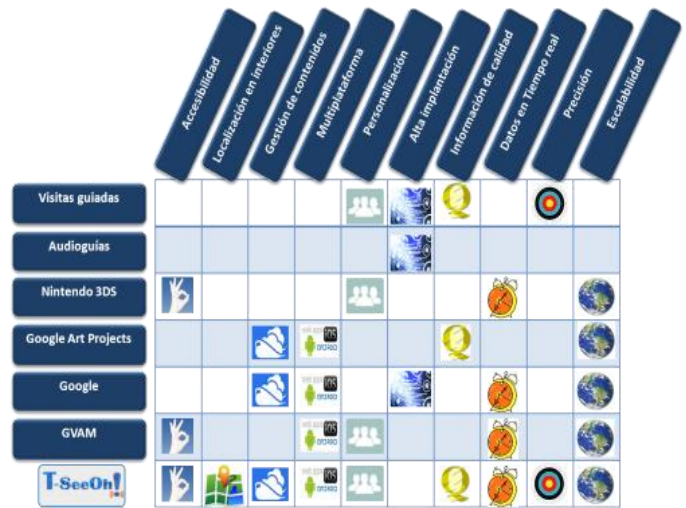 Accesibilidad
Localización en interiores
Gestión de contenidos
Multiplataforma
Personalización
Alta implantación
Información de calidad
Datos en Tiempo real
Precisión
Escalabilidad
Visitas guiadas
Audioguías
Nintendo 3DS
Google Art Projects
Google
GVAM
T-SeeOh!